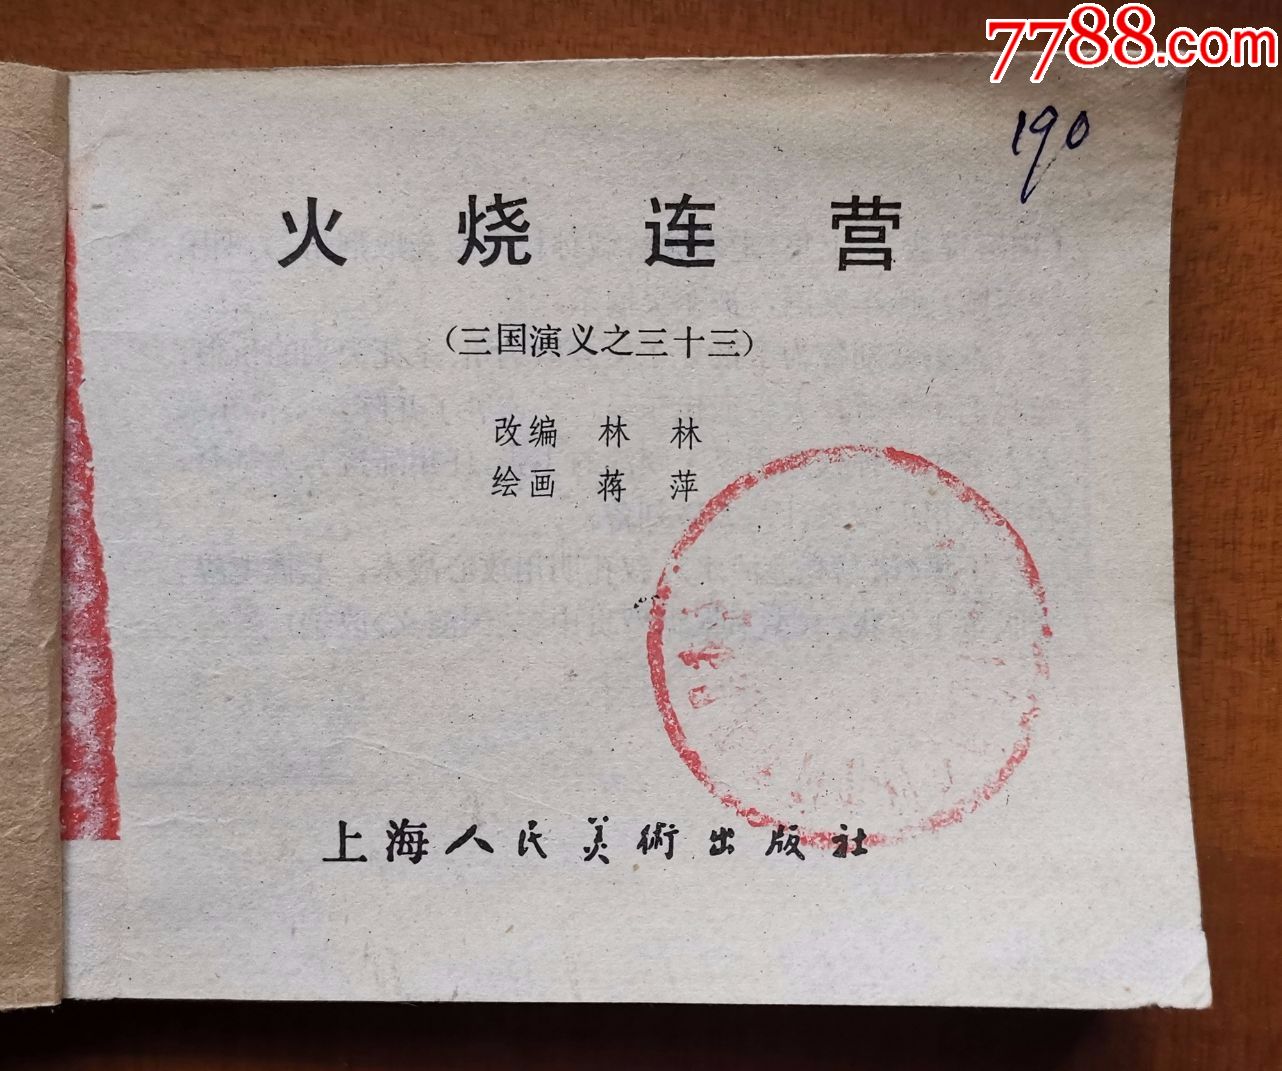 7788.com
190
火烧连营
(三国演义之三十三)
改编 林 林
绘画 蒋 萍
上海人民美術出版社